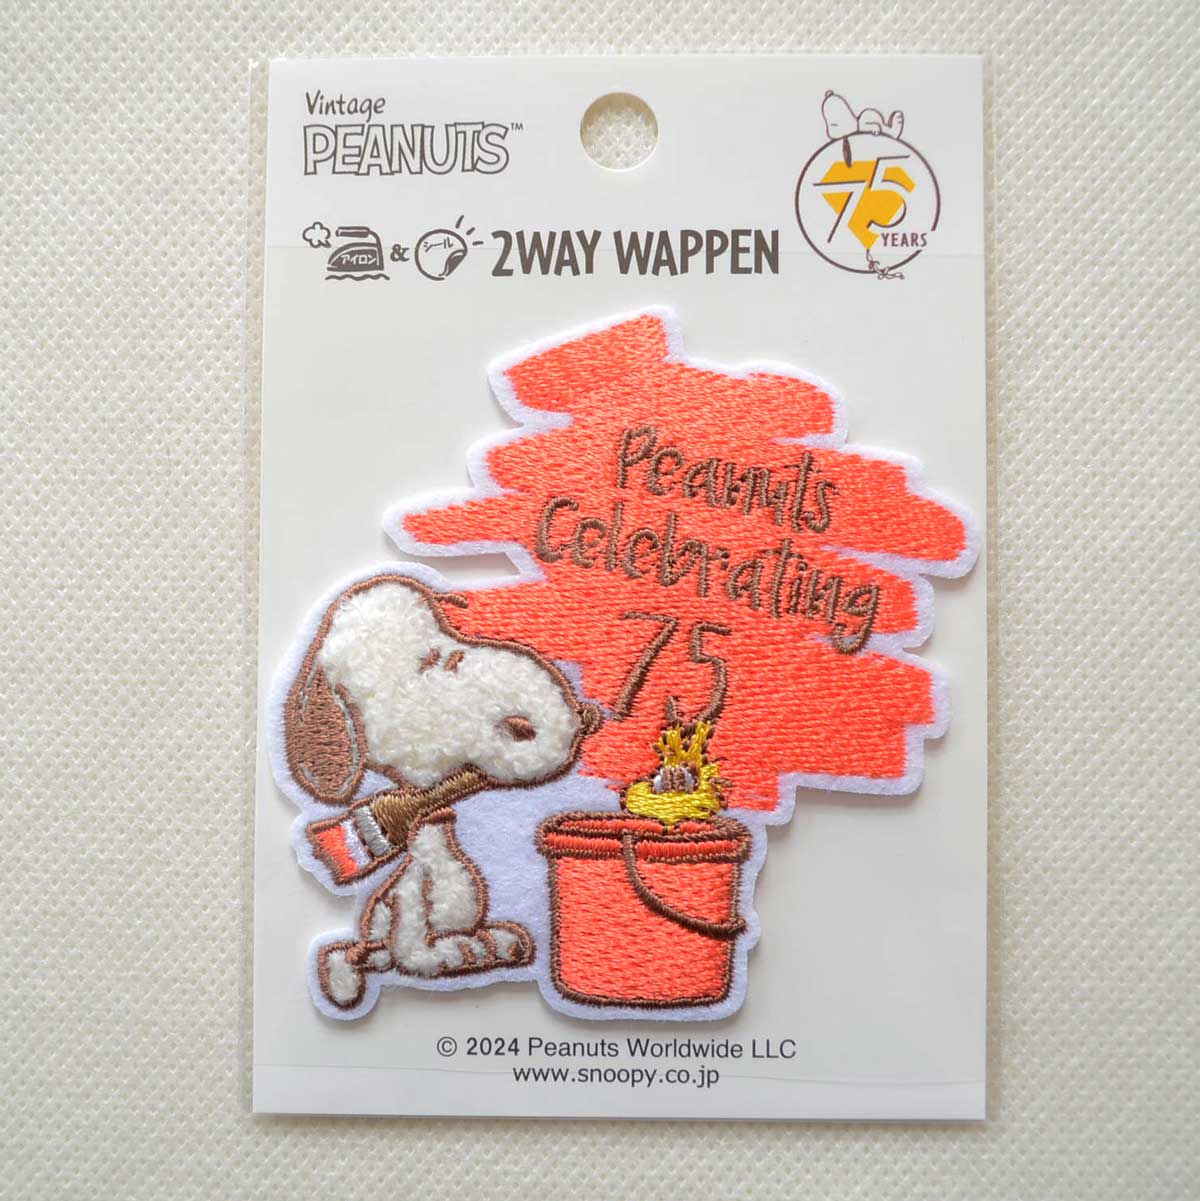 Vintage
PEANUTS™
アイロン & シール 2WAY WAPPEN
75
YEARS
Peanuts
Celebrating
75
© 2024 Peanuts Worldwide LLC
www.snoopy.co.jp